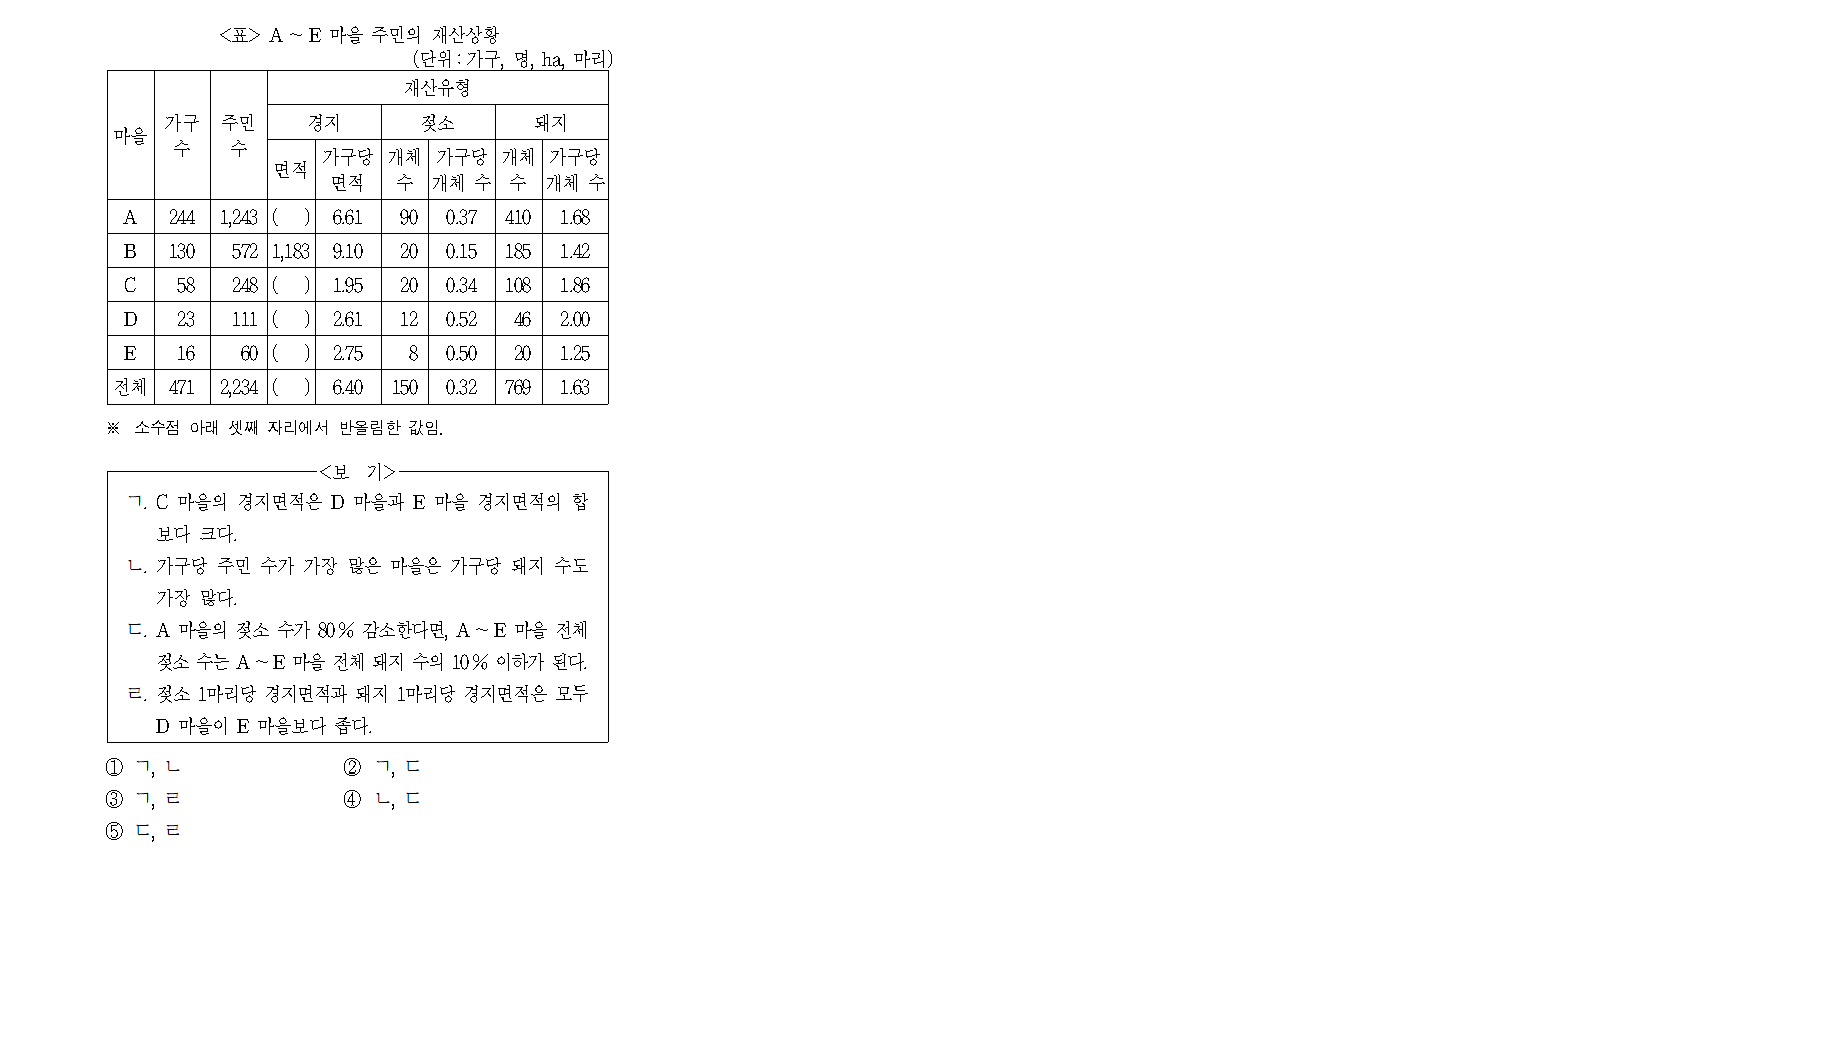 <표> A ~ E 마을 주민의 재산상황
(단위 : 가구, 명, ha, 마리)
마을 가구 수 주민 수 재산유형
경지 젖소 돼지
면적 가구당 면적 개체 수 가구당 개체 수 개체 수 가구당 개체 수
A 244 1,243 ( ) 6.61 90 0.37 410 1.68
B 130 572 1,183 9.10 20 0.15 185 1.42
C 58 248 ( ) 1.95 20 0.34 108 1.86
D 23 111 ( ) 2.61 12 0.52 46 2.00
E 16 60 ( ) 2.75 8 0.50 20 1.25
전체 471 2,234 ( ) 6.40 150 0.32 769 1.63
※ 소수점 아래 셋째 자리에서 반올림한 값임.
<보 기>
ㄱ. C 마을의 경지면적은 D 마을과 E 마을 경지면적의 합
보다 크다.
ㄴ. 가구당 주민 수가 가장 많은 마을은 가구당 돼지 수도
가장 많다.
ㄷ. A 마을의 젖소 수가 80% 감소한다면, A ~ E 마을 전체
젖소 수는 A ~ E 마을 전체 돼지 수의 10% 이하가 된다.
ㄹ. 젖소 1마리당 경지면적과 돼지 1마리당 경지면적은 모두
D 마을이 E 마을보다 좁다.
① ㄱ, ㄴ ② ㄱ, ㄷ
③ ㄱ, ㄹ ④ ㄴ, ㄷ
⑤ ㄷ, ㄹ